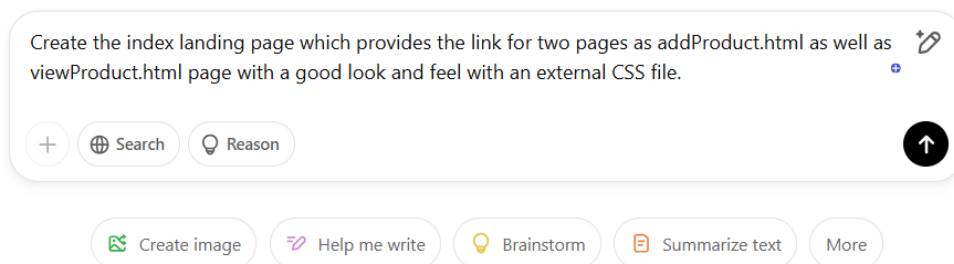 Create the index landing page which provides the link for two pages as addProduct.html as well as
viewProduct.html page with a good look and feel with an external CSS file.
Search Reason
Create image Help me write Brainstorm Summarize text More